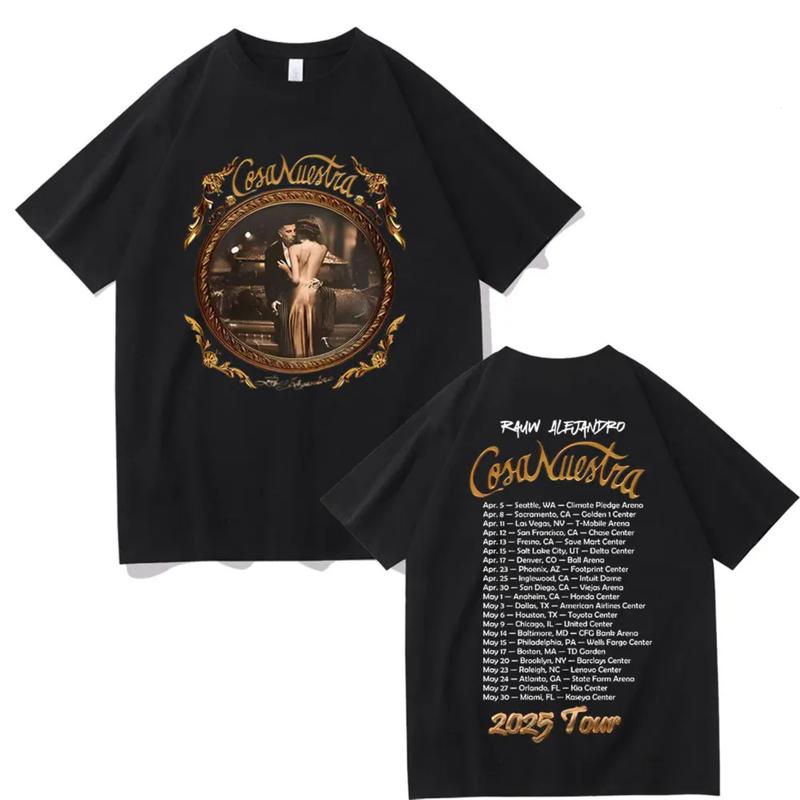 Cosa Nuestra
RAUW ALEJANDRO
Cosa Nuestra
Apr. 5 — Seattle, WA — Climate Pledge Arena
Apr. 8 — Sacramento, CA — Golden 1 Center
Apr. 11 — Las Vegas, NV — T-Mobile Arena
Apr. 12 — San Francisco, CA — Chase Center
Apr. 13 — Fresno, CA — Save Mart Center
Apr. 15 — Salt Lake City, UT — Delta Center
Apr. 17 — Denver, CO — Ball Arena
Apr. 23 — Phoenix, AZ — Footprint Center
Apr. 25 — Inglewood, CA — Intuit Dome
Apr. 30 — San Diego, CA — Viejas Arena
May 1 — Anaheim, CA — Honda Center
May 3 — Dallas, TX — American Airlines Center
May 6 — Houston, TX — Toyota Center
May 9 — Chicago, IL — United Center
May 14 — Baltimore, MD — CFG Bank Arena
May 15 — Philadelphia, PA — Wells Fargo Center
May 17 — Boston, MA — TD Garden
May 20 — Brooklyn, NY — Barclays Center
May 23 — Raleigh, NC — Lenovo Center
May 24 — Atlanta, GA — State Farm Arena
May 27 — Orlando, FL — Kia Center
May 30 — Miami, FL — Kaseya Center
2025 Tour